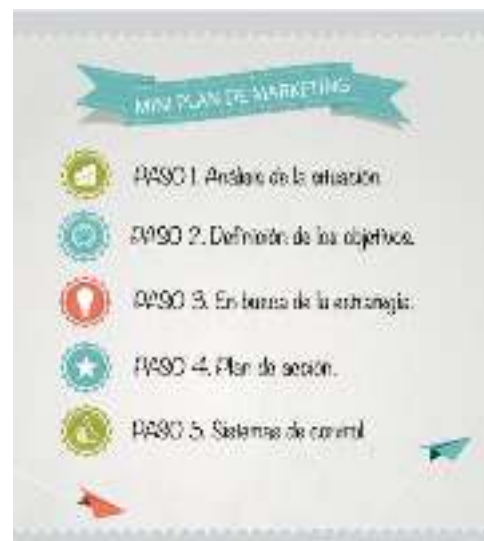 MINI PLAN DE MARKETING
PASO 1. Análisis de la situación
PASO 2. Definición de los objetivos.
PASO 3. En busca de la estrategia.
PASO 4. Plan de acción.
PASO 5. Sistemas de control